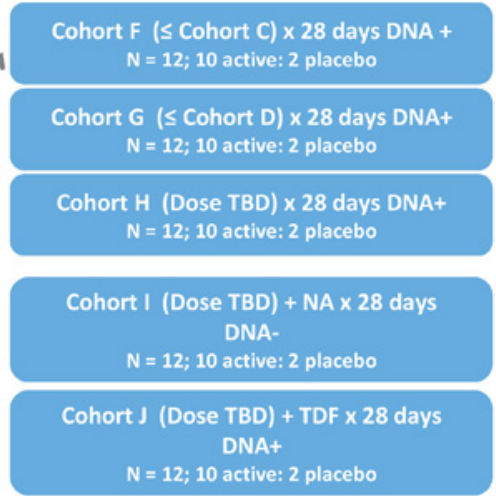 Cohort F (≤ Cohort C) x 28 days DNA +
N = 12; 10 active: 2 placebo
Cohort G (≤ Cohort D) x 28 days DNA+
N = 12; 10 active: 2 placebo
Cohort H (Dose TBD) x 28 days DNA+
N = 12; 10 active: 2 placebo
Cohort I (Dose TBD) + NA x 28 days
DNA-
N = 12; 10 active: 2 placebo
Cohort J (Dose TBD) + TDF x 28 days
DNA+
N = 12; 10 active: 2 placebo